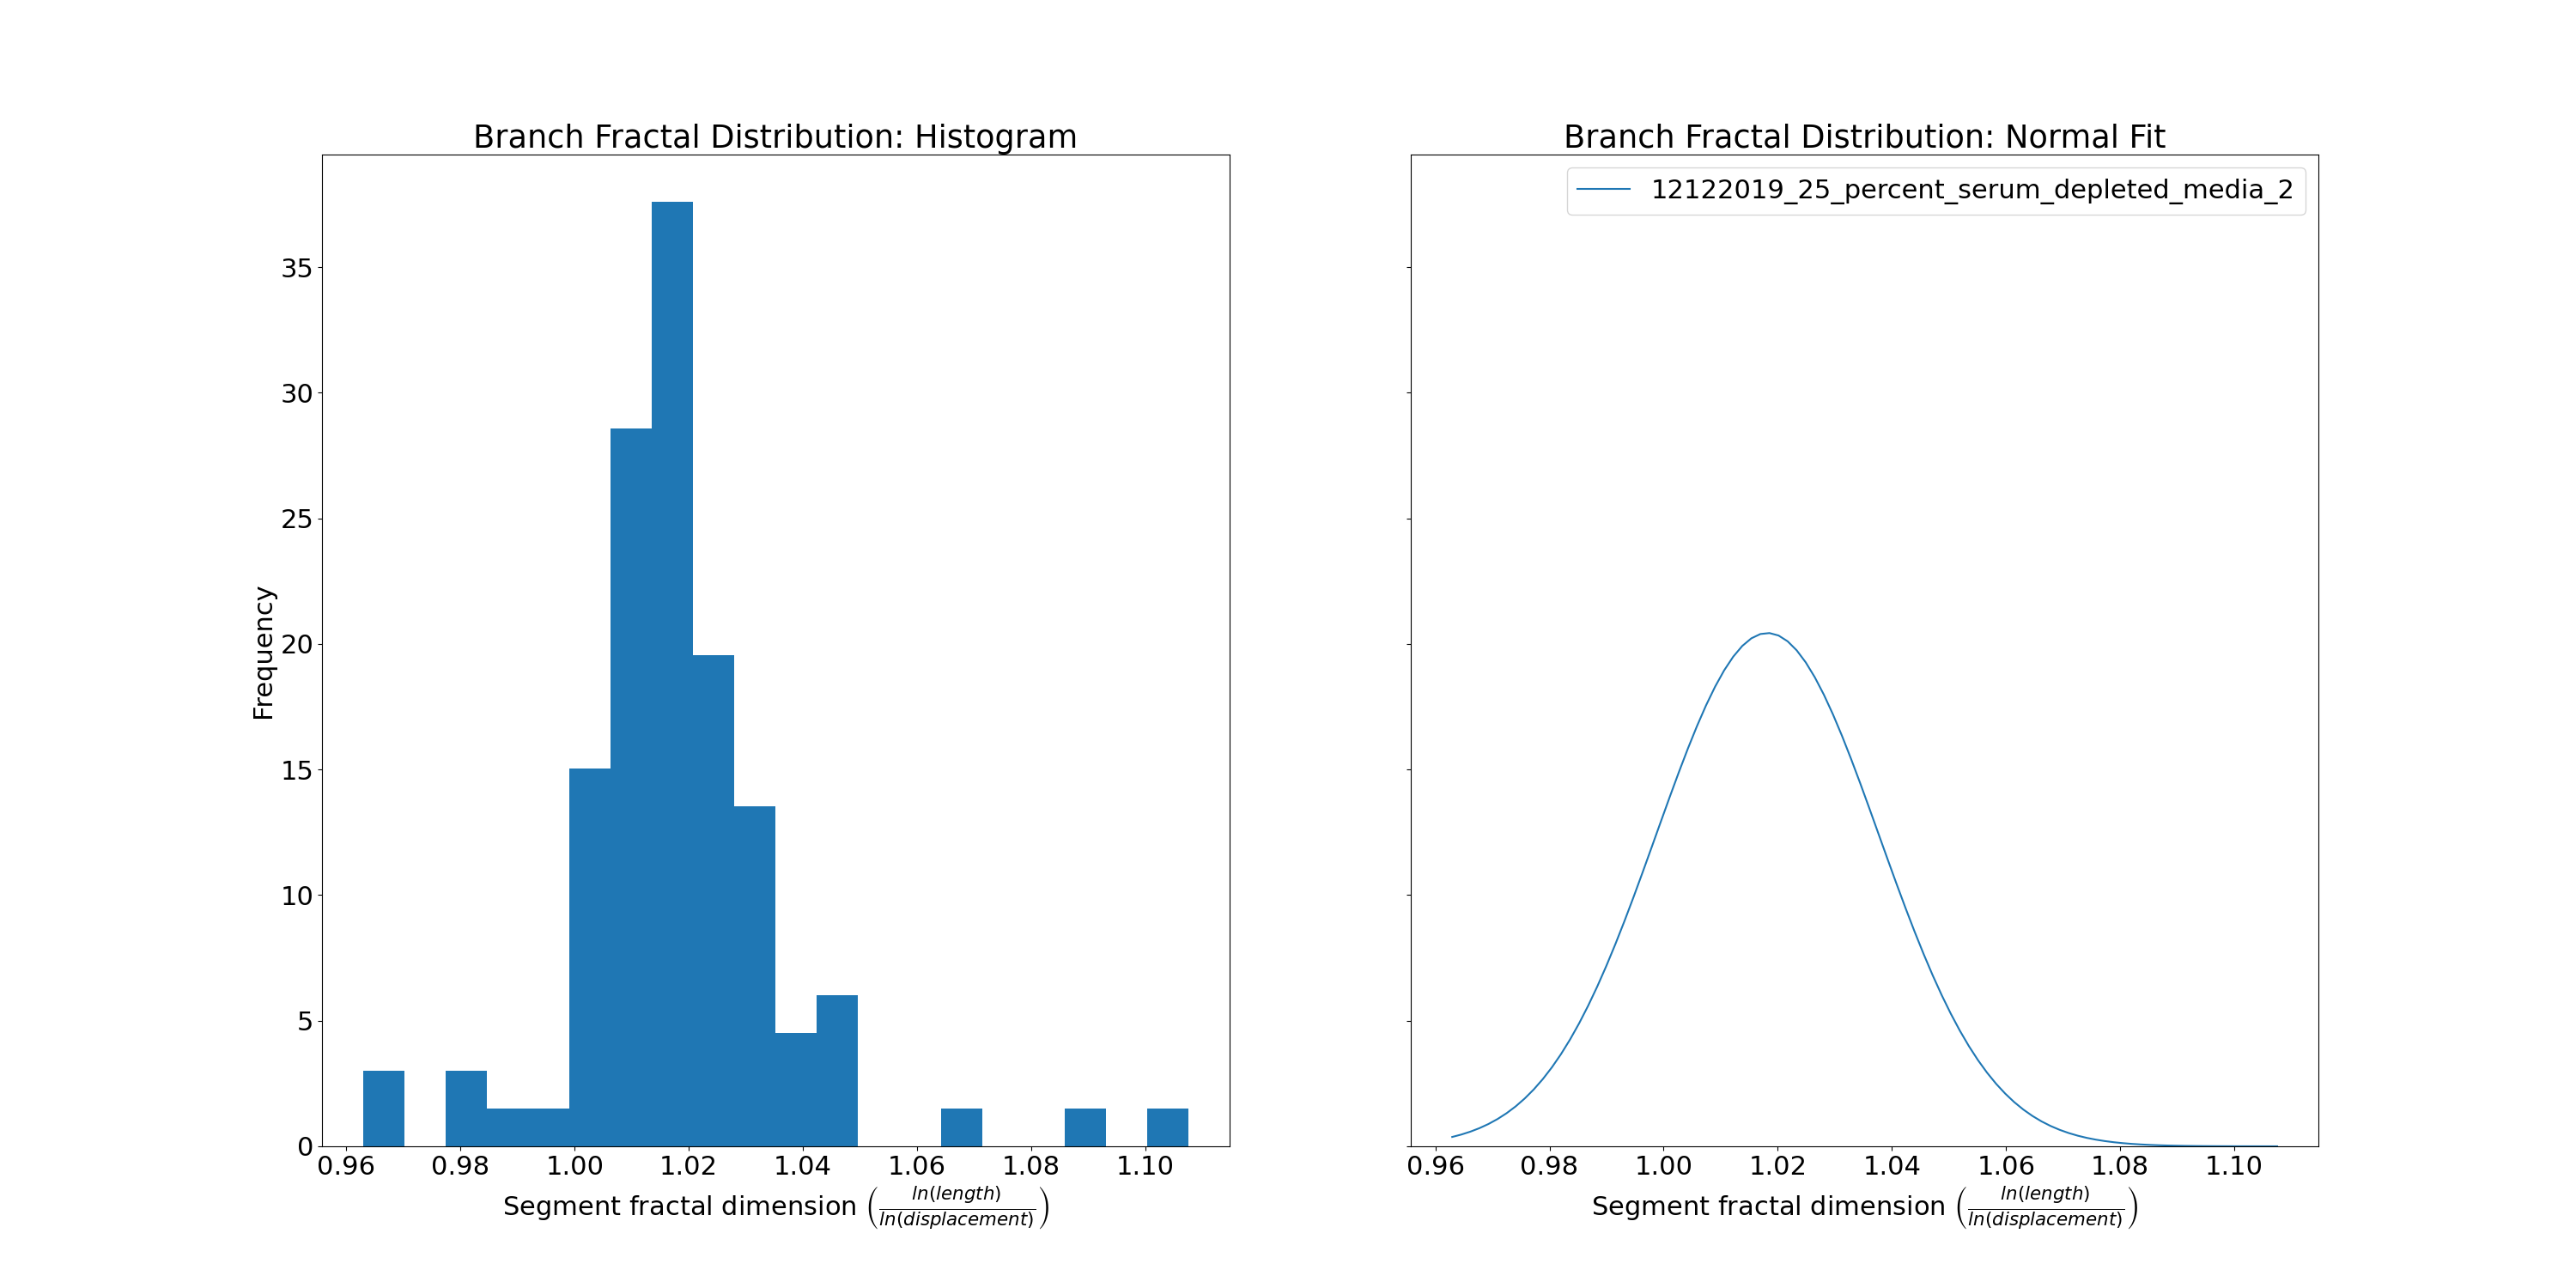 Branch Fractal Distribution: Histogram
Frequency
35
30
25
20
15
10
5
0
0.96 0.98 1.00 1.02 1.04 1.06 1.08 1.10
Segment fractal dimension (ln(length)/ln(displacement))
Branch Fractal Distribution: Normal Fit
12122019_25_percent_serum_depleted_media_2
0.96 0.98 1.00 1.02 1.04 1.06 1.08 1.10
Segment fractal dimension (ln(length)/ln(displacement))